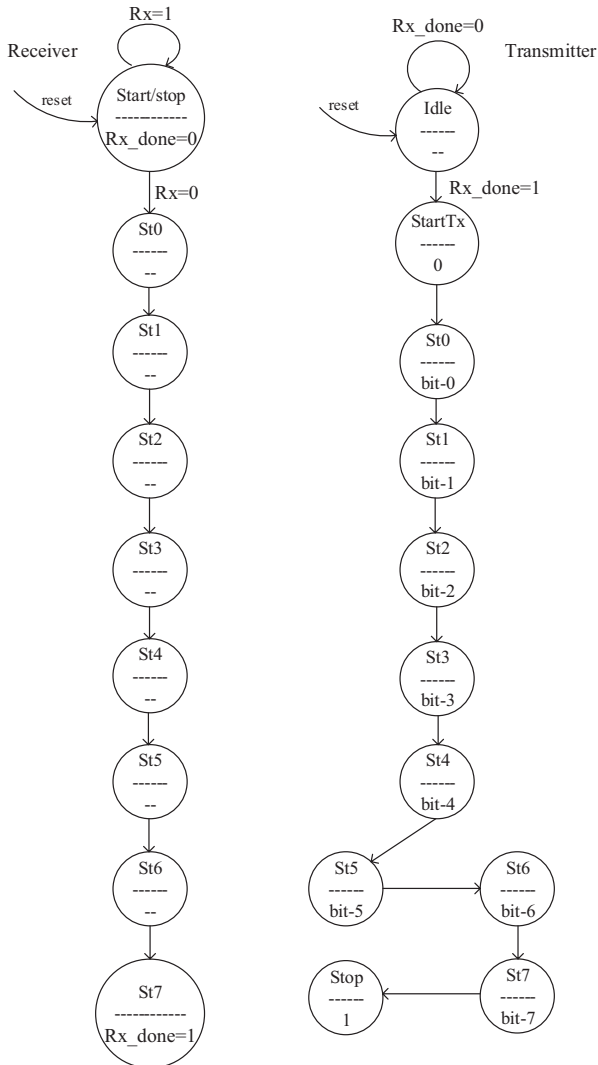 Receiver
Rx=1
reset
Start/stop
------------
Rx_done=0
Rx=0
St0
------
--
St1
------
--
St2
------
--
St3
------
--
St4
------
--
St5
------
--
St6
------
--
St7
------------
Rx_done=1
Transmitter
Rx_done=0
reset
Idle
------
--
Rx_done=1
StartTx
------
0
St0
------
bit-0
St1
------
bit-1
St2
------
bit-2
St3
------
bit-3
St4
------
bit-4
St5
------
bit-5
St6
------
bit-6
St7
------
bit-7
Stop
------
1